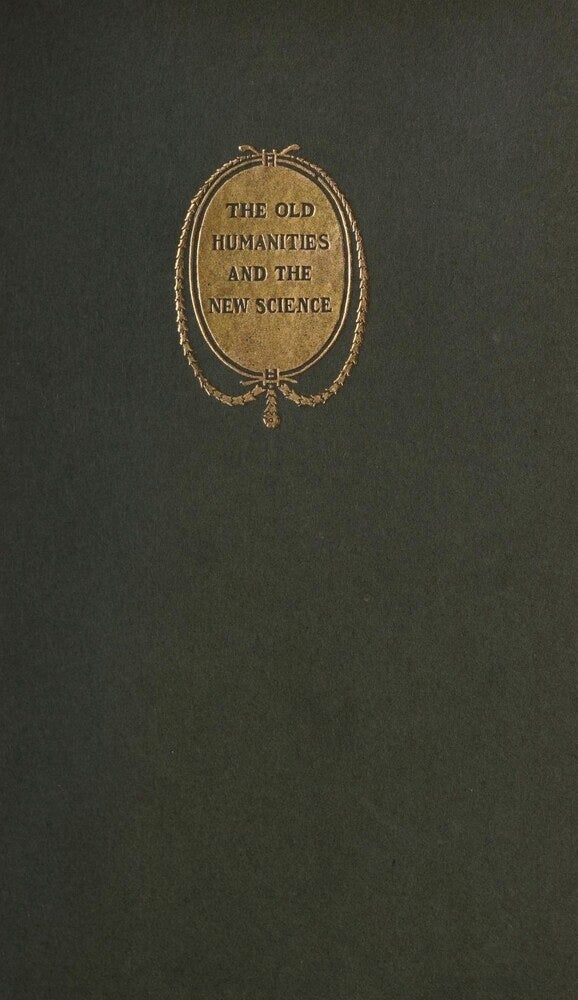 THE OLD
HUMANITIES
AND THE
NEW SCIENCE